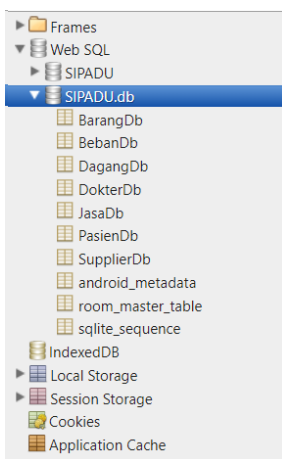 Frames
Web SQL
SIPADU
SIPADU.db
BarangDb
BebanDb
DagangDb
DokterDb
JasaDb
PasienDb
SupplierDb
android_metadata
room_master_table
sqlite_sequence
IndexedDB
Local Storage
Session Storage
Cookies
Application Cache